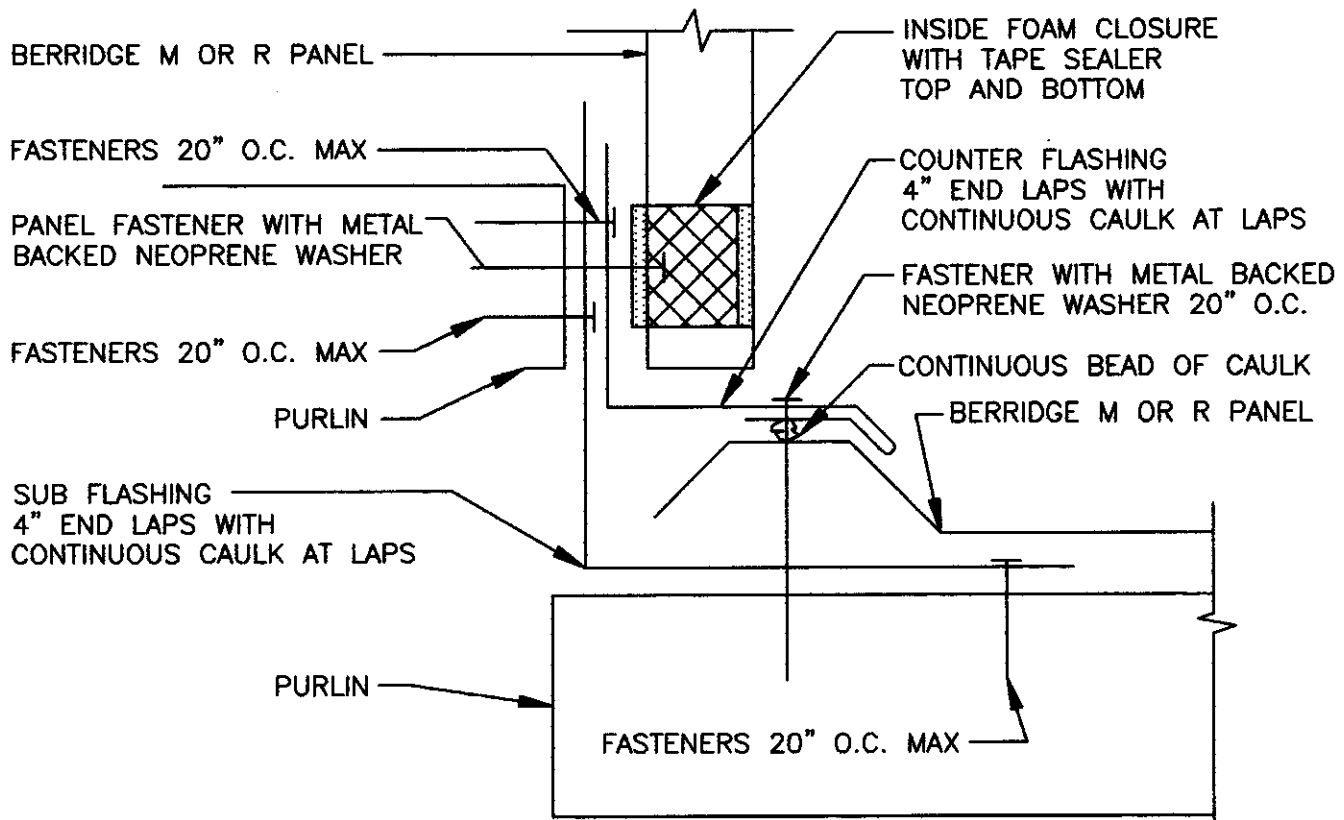 BERRIDGE M OR R PANEL
FASTENERS 20" O.C. MAX
PANEL FASTENER WITH METAL
BACKED NEOPRENE WASHER
FASTENERS 20" O.C. MAX
PURLIN
SUB FLASHING
4" END LAPS WITH
CONTINUOUS CAULK AT LAPS
PURLIN
FASTENERS 20" O.C. MAX
INSIDE FOAM CLOSURE
WITH TAPE SEALER
TOP AND BOTTOM
COUNTER FLASHING
4" END LAPS WITH
CONTINUOUS CAULK AT LAPS
FASTENER WITH METAL BACKED
NEOPRENE WASHER 20" O.C.
CONTINUOUS BEAD OF CAULK
BERRIDGE M OR R PANEL